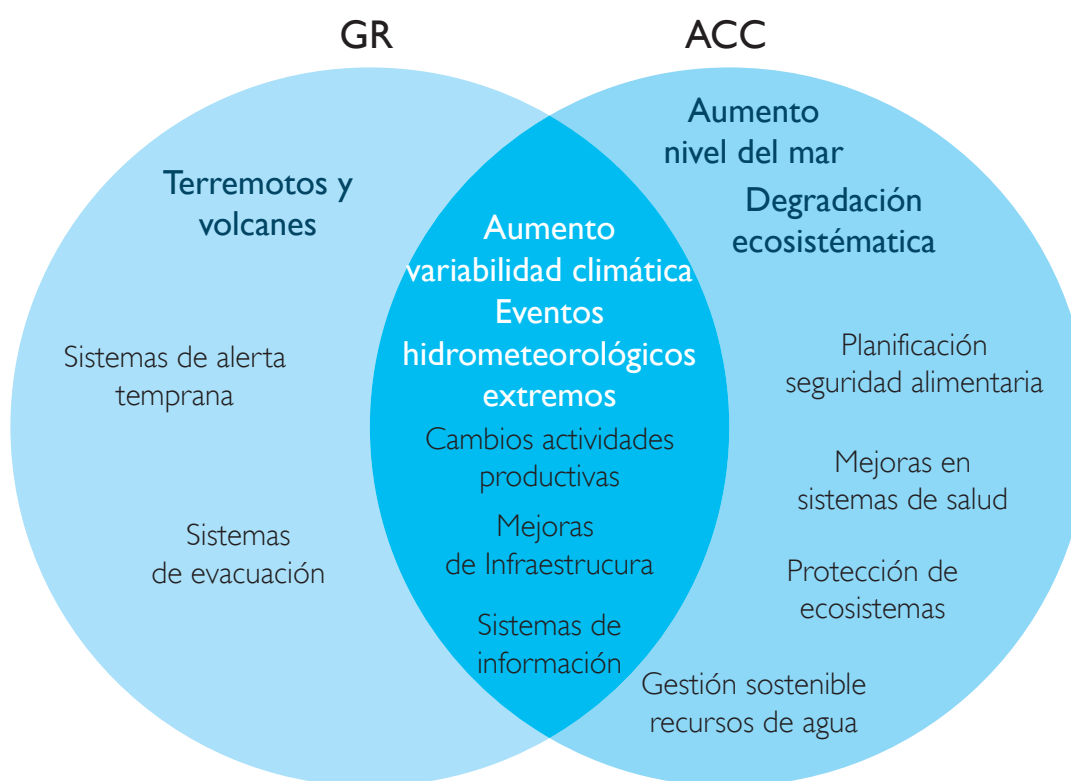 GR
ACC
Terremotos y
volcanes
Sistemas de alerta
temprana
Sistemas
de evacuación
Aumento
variabilidad climática
Eventos
hidrometeorológicos
extremos
Cambios actividades
productivas
Mejoras
de Infraestrucura
Sistemas de
información
Aumento
nivel del mar
Degradación
ecosistématica
Planificación
seguridad alimentaria
Mejoras en
sistemas de salud
Protección de
ecosistemas
Gestión sostenible
recursos de agua